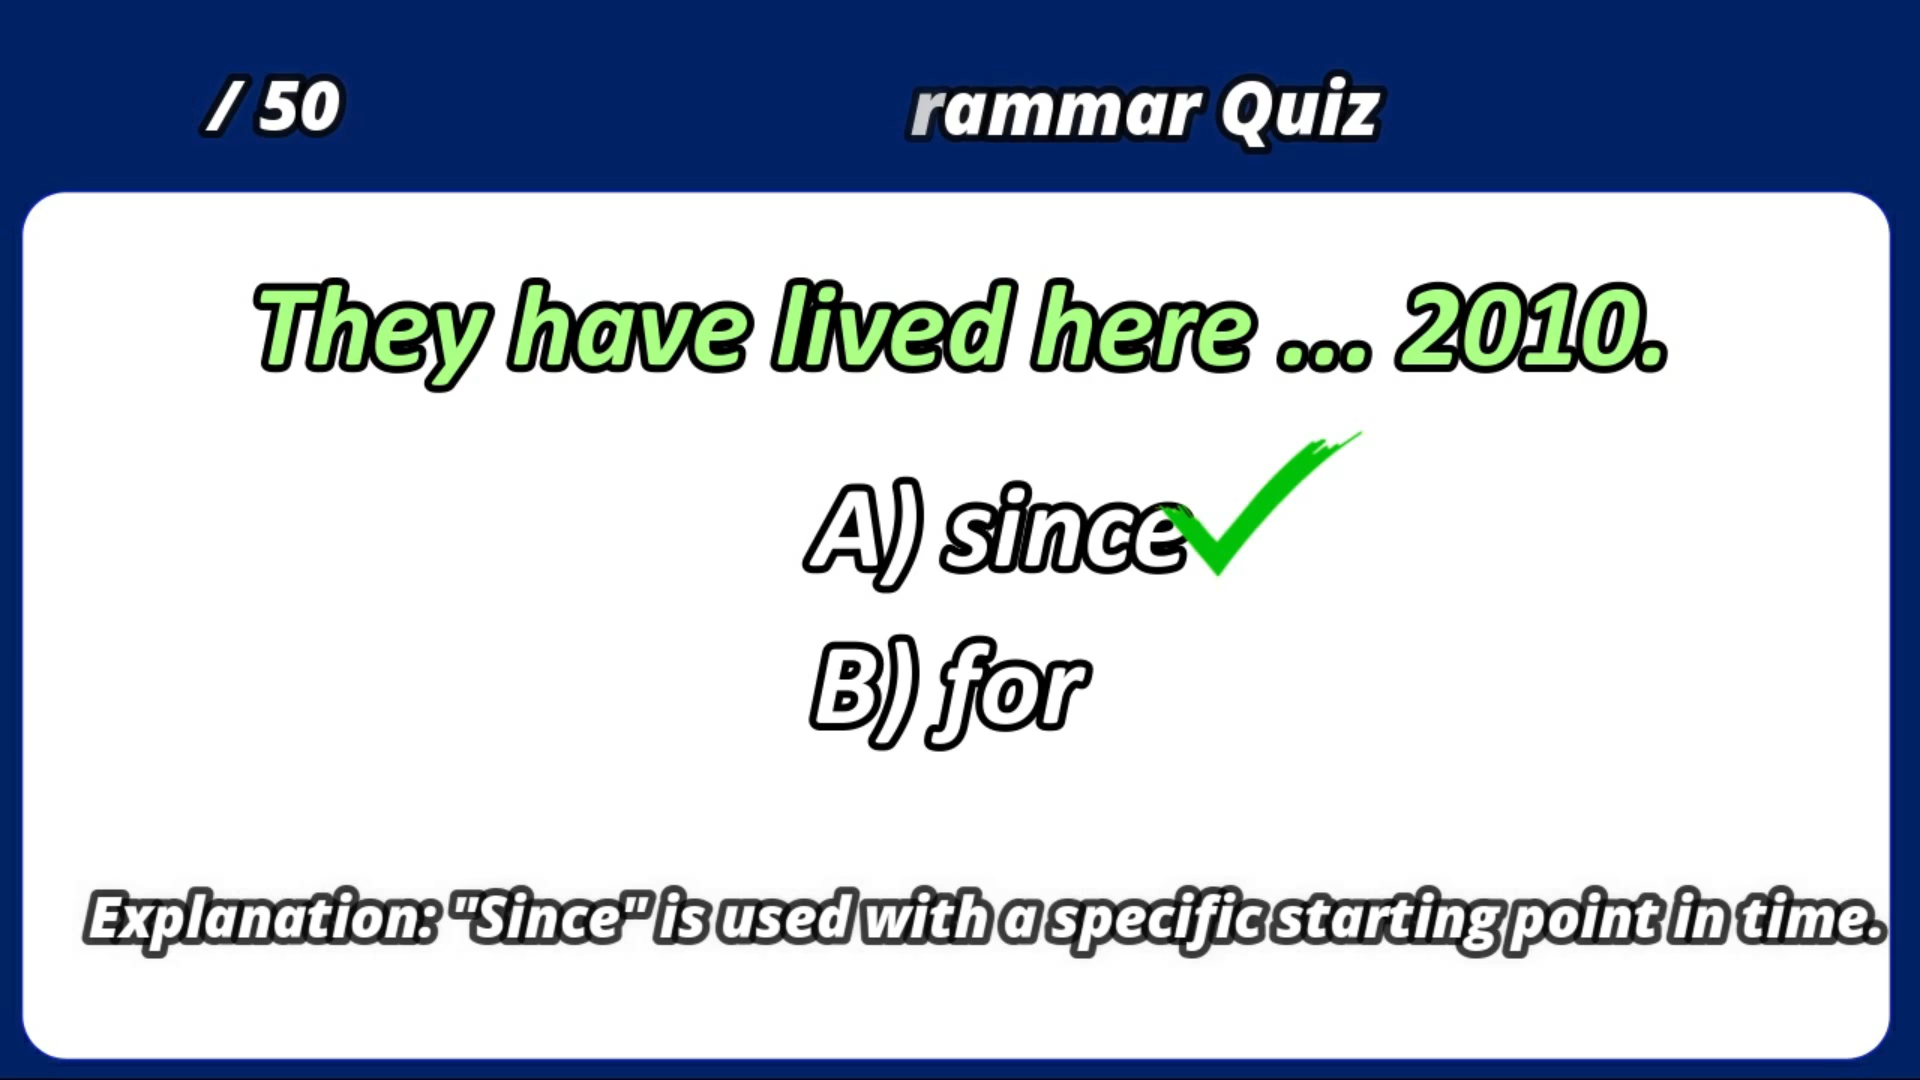 / 50
rammar Quiz
They have lived here ... 2010.
A) since
B) for
Explanation: "Since" is used with a specific starting point in time.